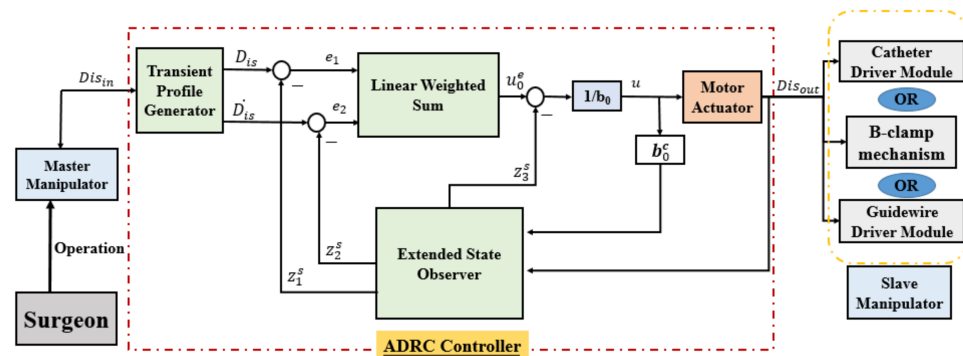 Dis_in
Transient
Profile
Generator
D_is
Ḋ_is
−
−
e_1
e_2
Linear Weighted
Sum
u_0^e
−
1/b_0
u
Motor
Actuator
Dis_out
b_0^c
Z_3^s
Z_2^s
Z_1^s
Extended State
Observer
Master
Manipulator
Operation
Surgeon
ADRC Controller
Catheter
Driver Module
OR
B-clamp
mechanism
OR
Guidewire
Driver Module
Slave
Manipulator